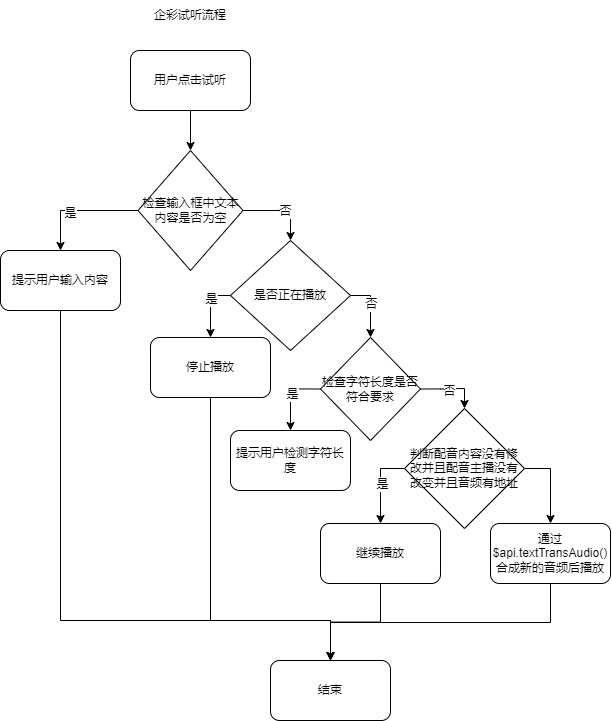 企彩试听流程
用户点击试听
检查输入框中文本
内容是否为空
是
否
提示用户输入内容
是否正在播放
是
否
停止播放
检查字符长度是否
符合要求
是
否
提示用户检测字符长
度
判断配音内容没有修
改并且配音主播没有
改变并且音频有地址
是
继续播放
通过
$api.textTransAudio()
合成新的音频后播放
结束